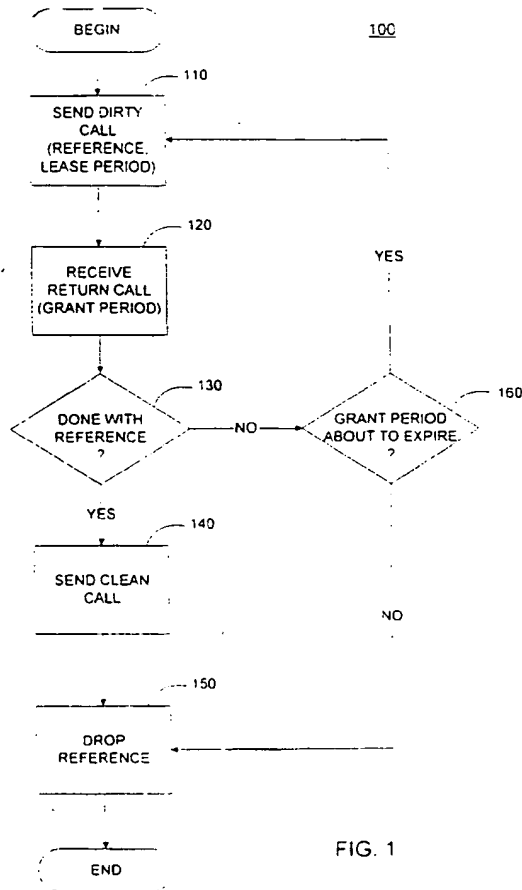 BEGIN
100
110
SEND DIRTY
CALL
(REFERENCE,
LEASE PERIOD)
120
RECEIVE
RETURN CALL
(GRANT PERIOD)
YES
130
DONE WITH
REFERENCE
?
NO
160
GRANT PERIOD
ABOUT TO EXPIRE.
?
YES
140
SEND CLEAN
CALL
NO
150
DROP
REFERENCE
END
FIG. 1